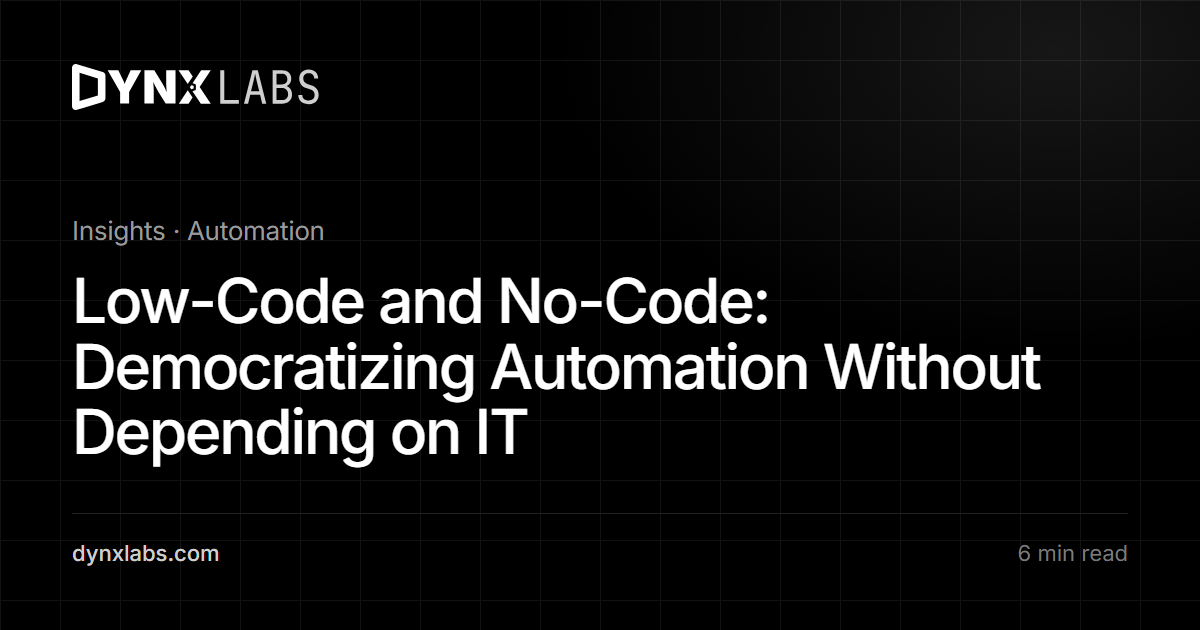 DYNX LABS
Insights · Automation
Low-Code and No-Code:
Democratizing Automation Without
Depending on IT
dynxlabs.com
6 min read